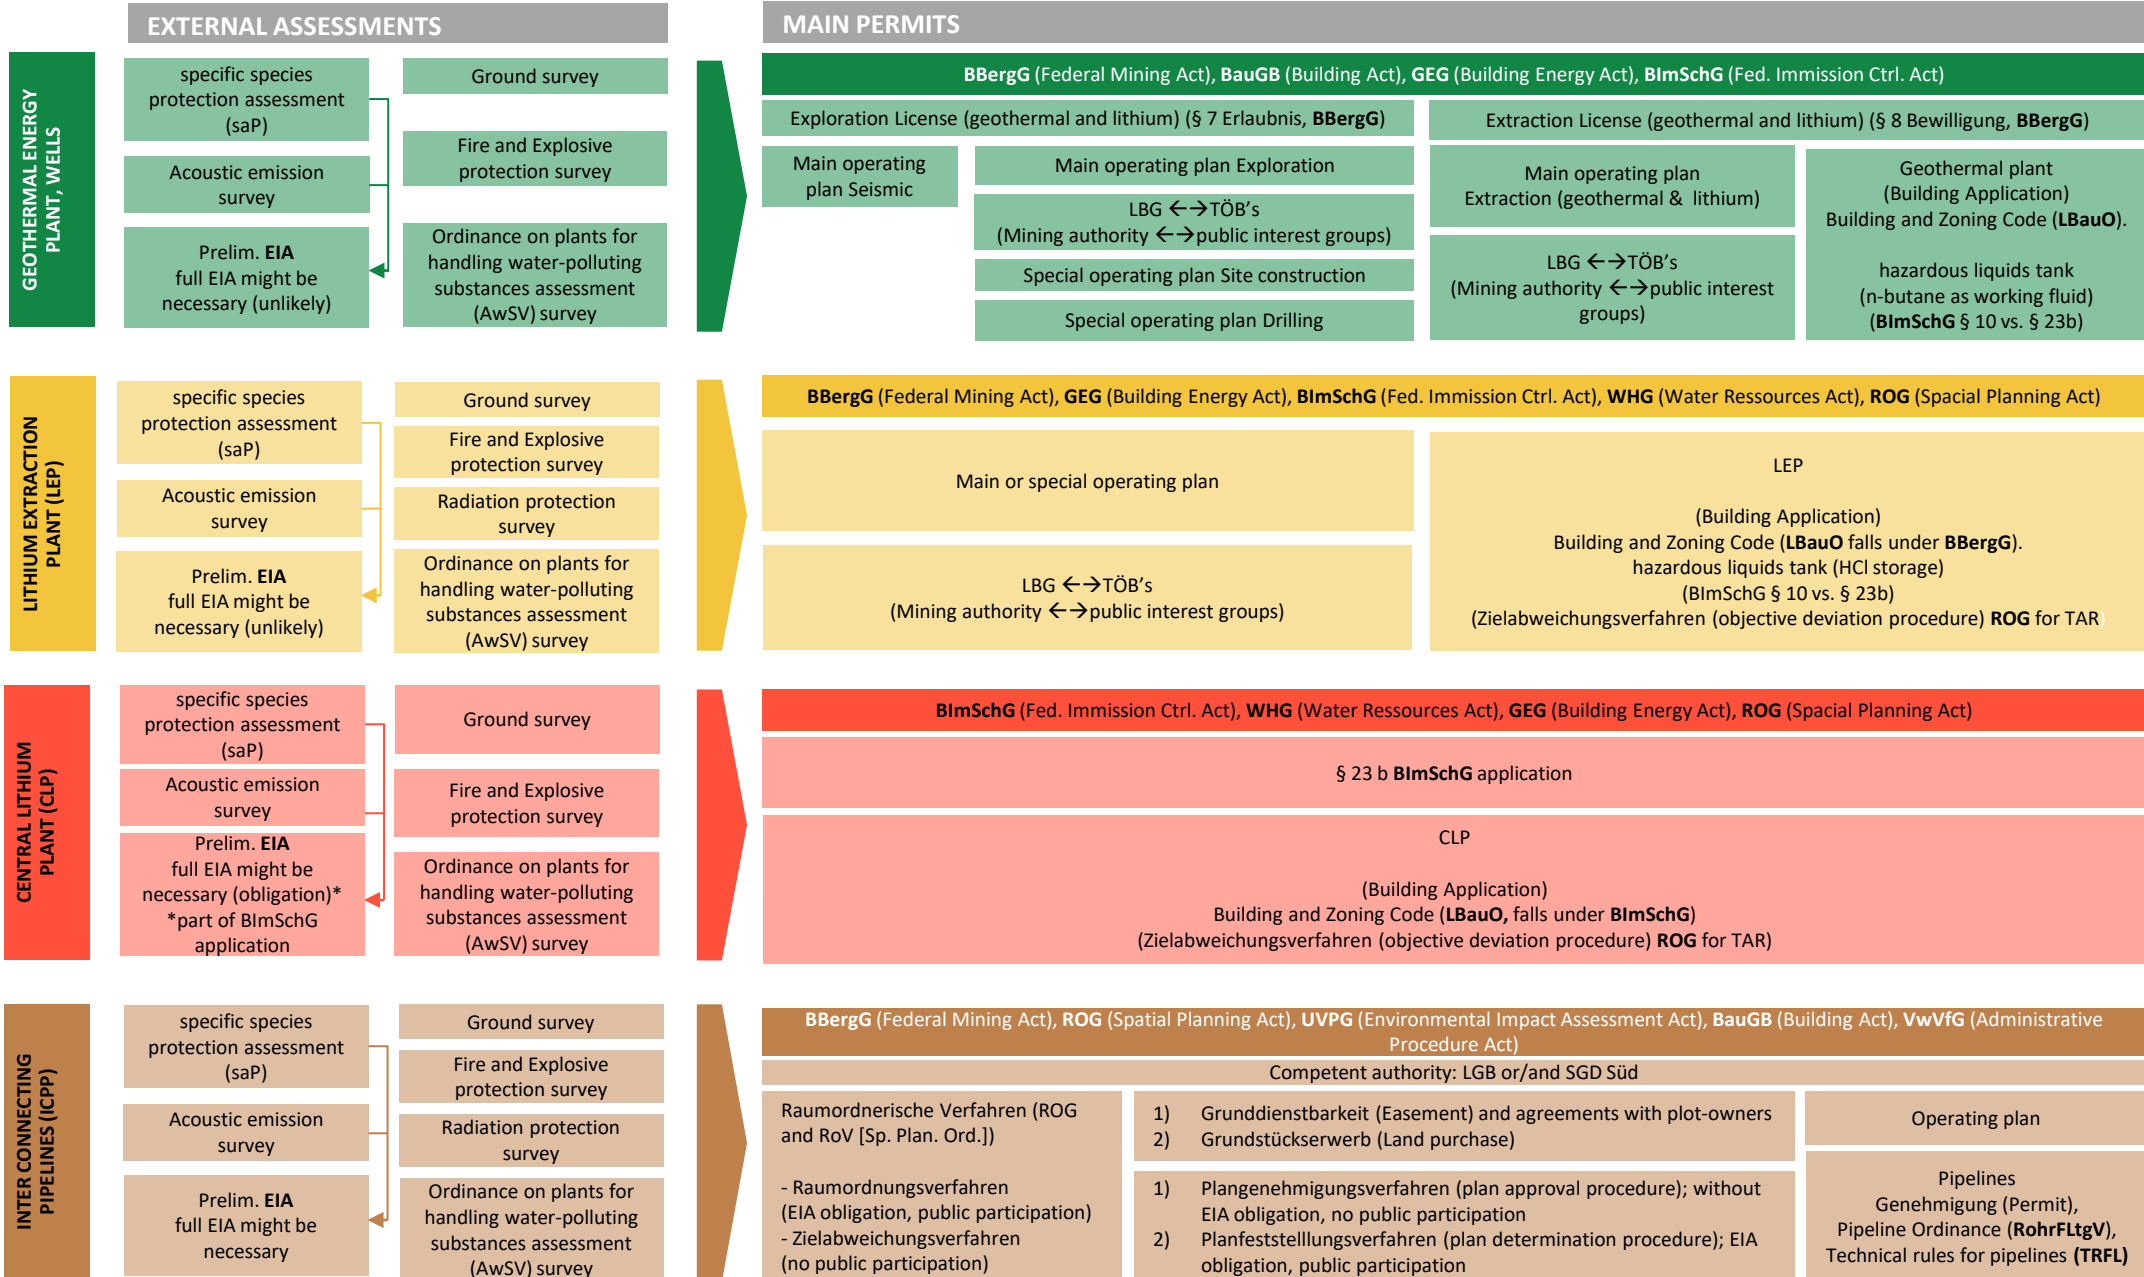 EXTERNAL ASSESSMENTS
MAIN PERMITS
GEOTHERMAL ENERGY
PLANT, WELLS
specific species
protection assessment
(saP)
Acoustic emission
survey
Prelim. EIA
full EIA might be
necessary (unlikely)
Ground survey
Fire and Explosive
protection survey
Ordinance on plants for
handling water-polluting
substances assessment
(AwSV) survey
BBergG (Federal Mining Act), BauGB (Building Act), GEG (Building Energy Act), BImSchG (Fed. Immission Ctrl. Act)
Exploration License (geothermal and lithium) (§ 7 Erlaubnis, BBergG)
Main operating
plan Seismic
Main operating plan Exploration
LBG ←→TÖB's
(Mining authority ←→public interest groups)
Special operating plan Site construction
Special operating plan Drilling
Extraction License (geothermal and lithium) (§ 8 Bewilligung, BBergG)
Main operating plan
Extraction (geothermal & lithium)
LBG ←→TÖB's
(Mining authority ←→public interest
groups)
Geothermal plant
(Building Application)
Building and Zoning Code (LBauO).
hazardous liquids tank
(n-butane as working fluid)
(BImSchG § 10 vs. § 23b)
LITHIUM EXTRACTION
PLANT (LEP)
specific species
protection assessment
(saP)
Acoustic emission
survey
Prelim. EIA
full EIA might be
necessary (unlikely)
Ground survey
Fire and Explosive
protection survey
Radiation protection
survey
Ordinance on plants for
handling water-polluting
substances assessment
(AwSV) survey
BBergG (Federal Mining Act), GEG (Building Energy Act), BImSchG (Fed. Immission Ctrl. Act), WHG (Water Ressources Act), ROG (Spacial Planning Act)
Main or special operating plan
LBG ←→TÖB's
(Mining authority ←→public interest groups)
LEP
(Building Application)
Building and Zoning Code (LBauO falls under BBergG).
hazardous liquids tank (HCl storage)
(BImSchG § 10 vs. § 23b)
(Zielabweichungsverfahren (objective deviation procedure) ROG for TAR)
CENTRAL LITHIUM
PLANT (CLP)
specific species
protection assessment
(saP)
Acoustic emission
survey
Prelim. EIA
full EIA might be
necessary (obligation)*
*part of BImSchG
application
Ground survey
Fire and Explosive
protection survey
Ordinance on plants for
handling water-polluting
substances assessment
(AwSV) survey
BImSchG (Fed. Immission Ctrl. Act), WHG (Water Ressources Act), GEG (Building Energy Act), ROG (Spacial Planning Act)
§ 23 b BImSchG application
CLP
(Building Application)
Building and Zoning Code (LBauO, falls under BImSchG)
(Zielabweichungsverfahren (objective deviation procedure) ROG for TAR)
INTER CONNECTING
PIPELINES (ICPP)
specific species
protection assessment
(saP)
Acoustic emission
survey
Prelim. EIA
full EIA might be
necessary
Ground survey
Fire and Explosive
protection survey
Radiation protection
survey
Ordinance on plants for
handling water-polluting
substances assessment
(AwSV) survey
BBergG (Federal Mining Act), ROG (Spatial Planning Act), UVPG (Environmental Impact Assessment Act), BauGB (Building Act), VwVfG (Administrative
Procedure Act)
Competent authority: LGB or/and SGD Süd
Raumordnerische Verfahren (ROG
and RoV [Sp. Plan. Ord.])
- Raumordnungsverfahren
(EIA obligation, public participation)
- Zielabweichungsverfahren
(no public participation)
1) Grunddienstbarkeit (Easement) and agreements with plot-owners
2) Grundstückserwerb (Land purchase)
1) Plangenehmigungsverfahren (plan approval procedure); without
EIA obligation, no public participation
2) Planfeststelllungsverfahren (plan determination procedure); EIA
obligation, public participation
Operating plan
Pipelines
Genehmigung (Permit),
Pipeline Ordinance (RohrFLtgV),
Technical rules for pipelines (TRFL)